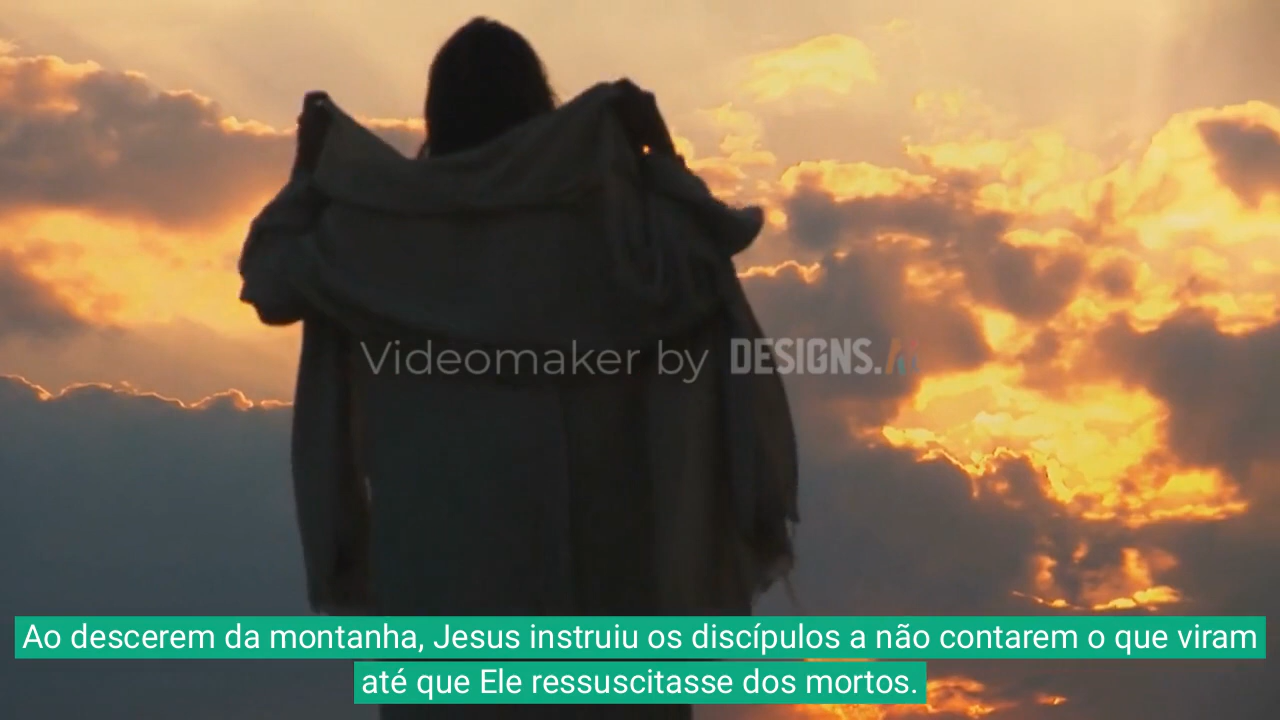 Videomaker by DESIGNS.AI
Ao descerem da montanha, Jesus instruiu os discípulos a não contarem o que viram
até que Ele ressuscitasse dos mortos.